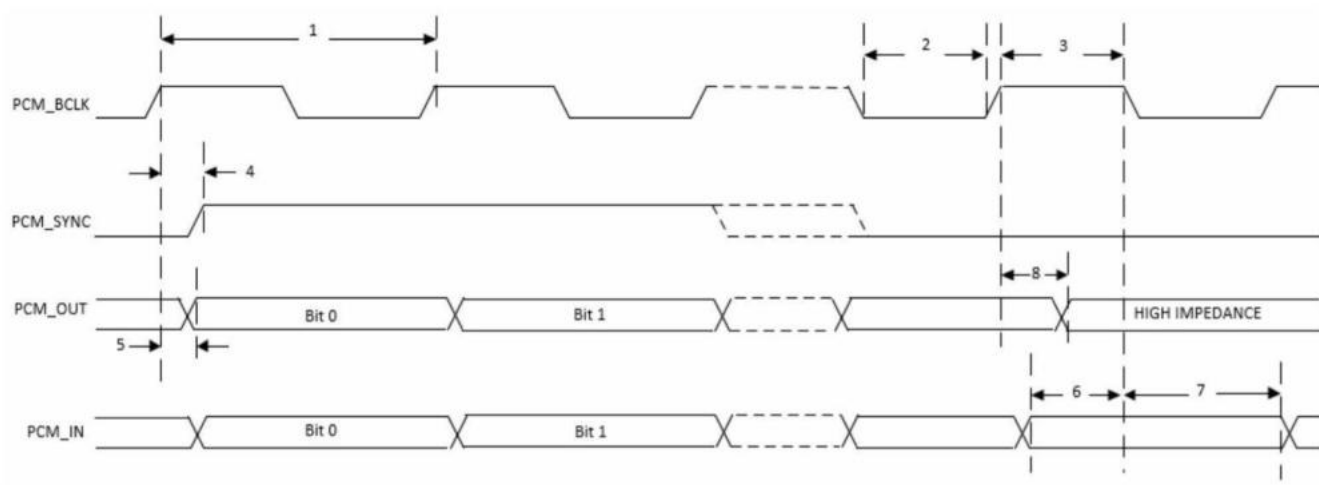 1
2
3
PCM_BCLK
4
PCM_SYNC
8
PCM_OUT
Bit 0
Bit 1
HIGH IMPEDANCE
5
6
7
PCM_IN
Bit 0
Bit 1